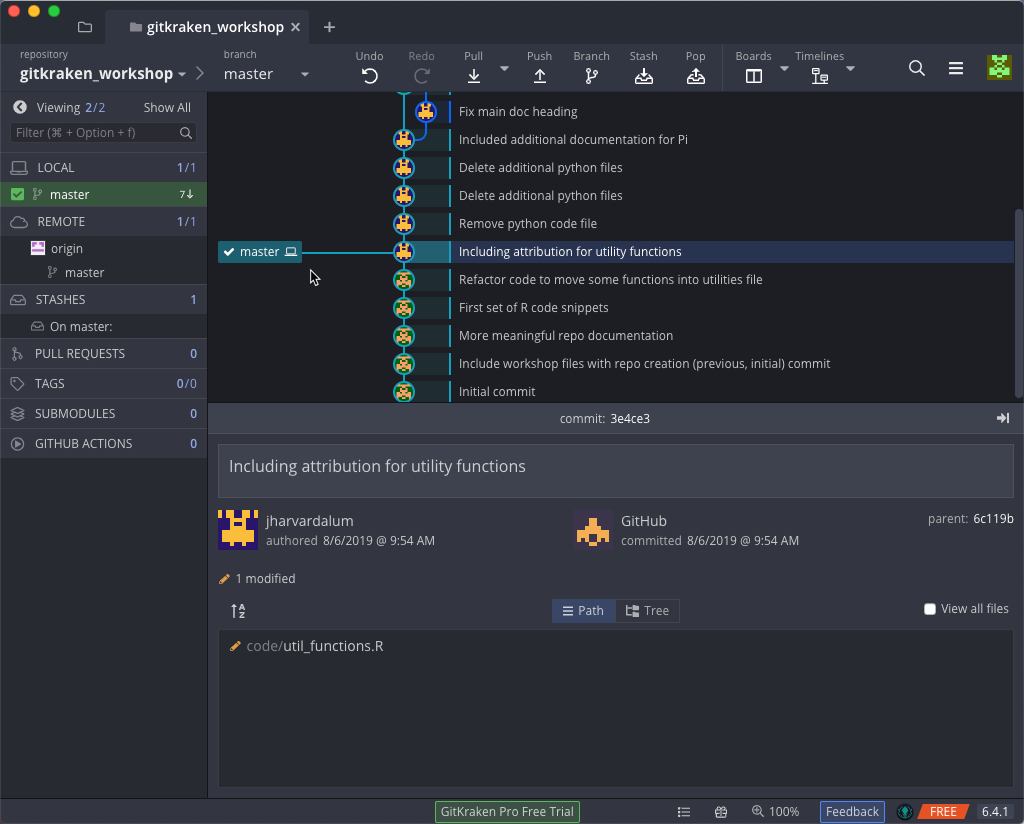 gitkraken_workshop
repository
gitkraken_workshop
branch
master
Undo
Redo
Pull
Push
Branch
Stash
Pop
Boards
Timelines
Viewing 2/2 Show All
Filter (⌘ + Option + f)
LOCAL 1/1
master 7↓
REMOTE 1/1
origin
master
STASHES 1
On master:
PULL REQUESTS 0
TAGS 0/0
SUBMODULES 0
GITHUB ACTIONS 0
Fix main doc heading
Included additional documentation for Pi
Delete additional python files
Delete additional python files
Remove python code file
master
Including attribution for utility functions
Refactor code to move some functions into utilities file
First set of R code snippets
More meaningful repo documentation
Include workshop files with repo creation (previous, initial) commit
Initial commit
commit: 3e4ce3
Including attribution for utility functions
jharvardalum
authored 8/6/2019 @ 9:54 AM
GitHub
committed 8/6/2019 @ 9:54 AM
parent: 6c119b
1 modified
A
Z
Path
Tree
View all files
code/util_functions.R
GitKraken Pro Free Trial
100%
Feedback
FREE
6.4.1